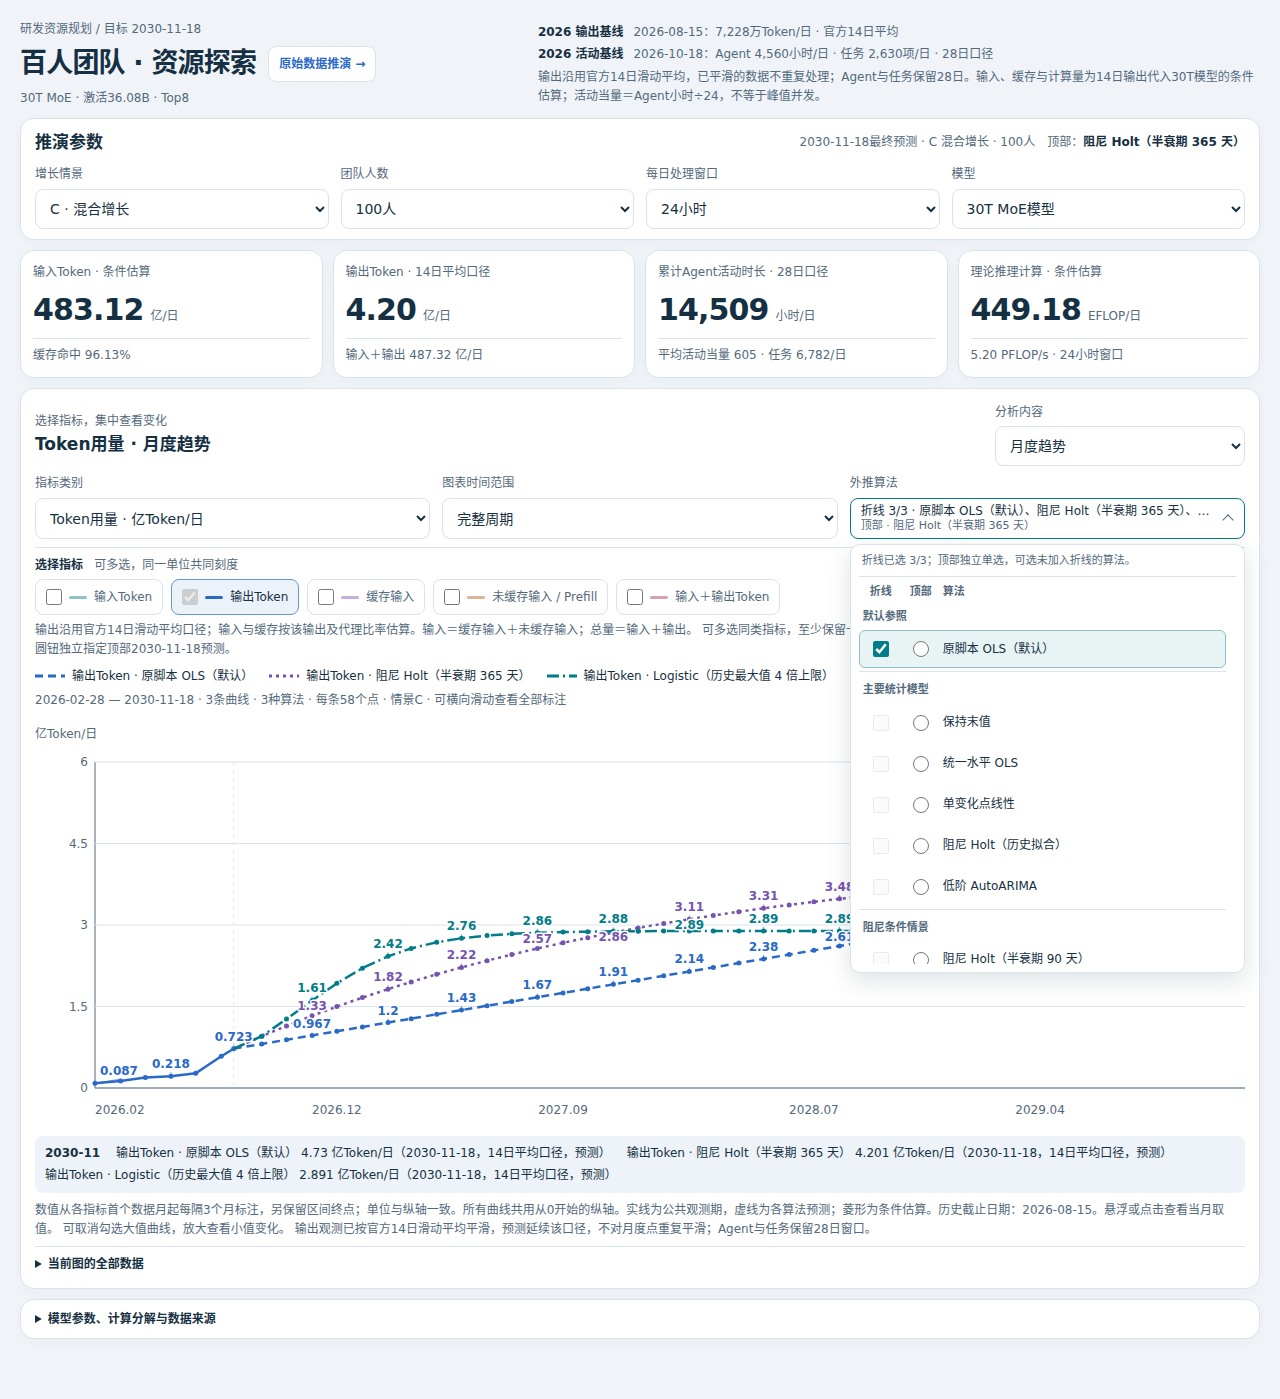 研发资源规划 / 目标 2030-11-18
百人团队 · 资源探索
原始数据推演 →
30T MoE · 激活36.08B · Top8
2026 输出基线 2026-08-15：7,228万Token/日 · 官方14日平均
2026 活动基线 2026-10-18：Agent 4,560小时/日 · 任务 2,630项/日 · 28日口径
输出沿用官方14日滑动平均，已平滑的数据不重复处理；Agent与任务保留28日。输入、缓存与计算量为14日输出代入30T模型的条件
估算；活动当量＝Agent小时÷24，不等于峰值并发。
推演参数
2030-11-18最终预测 · C 混合增长 · 100人 顶部：阻尼 Holt（半衰期 365 天）
增长情景
团队人数
每日处理窗口
模型
C · 混合增长
100人
24小时
30T MoE模型
输入Token · 条件估算
483.12 亿/日
缓存命中 96.13%
输出Token · 14日平均口径
4.20 亿/日
输入＋输出 487.32 亿/日
累计Agent活动时长 · 28日口径
14,509 小时/日
平均活动当量 605 · 任务 6,782/日
理论推理计算 · 条件估算
449.18 EFLOP/日
5.20 PFLOP/s · 24小时窗口
选择指标，集中查看变化
Token用量 · 月度趋势
分析内容
月度趋势
指标类别
图表时间范围
外推算法
Token用量 · 亿Token/日
完整周期
折线 3/3 · 原脚本 OLS（默认）、阻尼 Holt（半衰期 365 天）、...
顶部 · 阻尼 Holt（半衰期 365 天）
选择指标 可多选，同一单位共同刻度
输入Token
输出Token
缓存输入
未缓存输入 / Prefill
输入＋输出Token
输出沿用官方14日滑动平均口径；输入与缓存按该输出及代理比率估算。输入＝缓存输入＋未缓存输入；总量＝输入＋输出。 可多选同类指标，至少保留
圆钮独立指定顶部2030-11-18预测。
输出Token · 原脚本 OLS（默认）
输出Token · 阻尼 Holt（半衰期 365 天）
输出Token · Logistic（历史最大值 4 倍上限）
2026-02-28 — 2030-11-18 · 3条曲线 · 3种算法 · 每条58个点 · 情景C · 可横向滑动查看全部标注
折线已选 3/3；顶部独立单选，可选未加入折线的算法。
折线 顶部 算法
默认参照
原脚本 OLS（默认）
主要统计模型
保持末值
统一水平 OLS
单变化点线性
阻尼 Holt（历史拟合）
低阶 AutoARIMA
阻尼条件情景
阻尼 Holt（半衰期 90 天）
亿Token/日
6
4.5
3
1.5
0
0.087
0.218
0.723
0.967
1.2
1.43
1.67
1.91
2.14
2.38
2.61
1.33
1.82
2.22
2.57
2.86
3.11
3.31
3.48
1.61
2.42
2.76
2.86
2.88
2.89
2.89
2.89
2026.02
2026.12
2027.09
2028.07
2029.04
2030-11 输出Token · 原脚本 OLS（默认） 4.73 亿Token/日（2030-11-18，14日平均口径，预测） 输出Token · 阻尼 Holt（半衰期 365 天） 4.201 亿Token/日（2030-11-18，14日平均口径，预测）
输出Token · Logistic（历史最大值 4 倍上限） 2.891 亿Token/日（2030-11-18，14日平均口径，预测）
数值从各指标首个数据月起每隔3个月标注，另保留区间终点；单位与纵轴一致。所有曲线共用从0开始的纵轴。实线为公共观测期，虚线为各算法预测；菱形为条件估算。历史截止日期：2026-08-15。悬浮或点击查看当月取
值。 可取消勾选大值曲线，放大查看小值变化。 输出观测已按官方14日滑动平均平滑，预测延续该口径，不对月度点重复平滑；Agent与任务保留28日窗口。
当前图的全部数据
模型参数、计算分解与数据来源